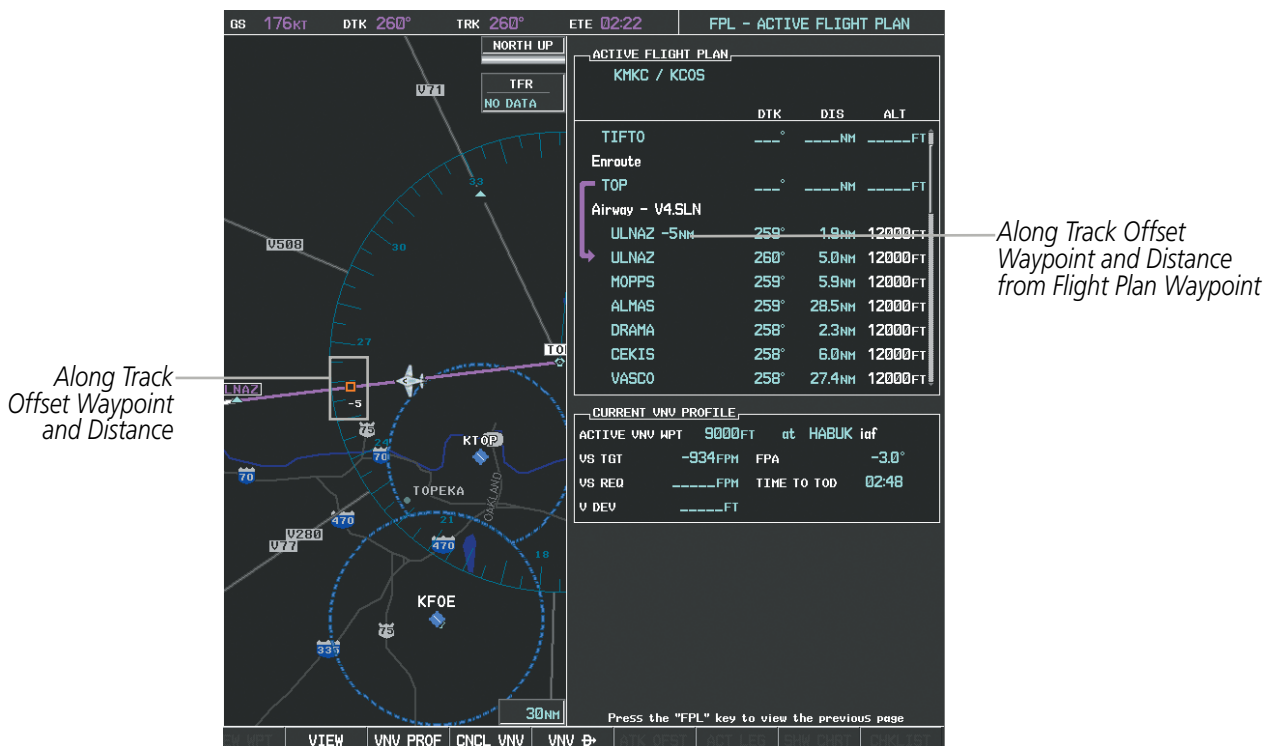 GS 176KT DTK 260° TRK 260° ETE 02:22 FPL – ACTIVE FLIGHT PLAN
NORTH UP
TFR
NO DATA
V71
33
V508
30
27
TO
LNAZ
-5
75
24
70
KTOP
70
TOPEKA
OAKLAND
470
21
V280
V77
470
18
KFOE
75
335
30NM
ACTIVE FLIGHT PLAN
KMKC / KCOS
DTK DIS ALT
TIFTO ___° ____NM _____FT
Enroute
TOP ___° ____NM _____FT
Airway – V4.SLN
ULNAZ -5NM 259° 1.9NM 12000FT
ULNAZ 260° 5.0NM 12000FT
MOPPS 259° 5.9NM 12000FT
ALMAS 259° 28.5NM 12000FT
DRAMA 258° 2.3NM 12000FT
CEKIS 258° 6.0NM 12000FT
VASCO 258° 27.4NM 12000FT
CURRENT VNV PROFILE
ACTIVE VNV WPT 9000FT at HABUK iaf
VS TGT -934FPM FPA -3.0°
VS REQ _____FPM TIME TO TOD 02:48
V DEV _____FT
Press the "FPL" key to view the previous page
EW WPT VIEW VNV PROF CNCL VNV VNV ATK OFST ACT LEG SHW CHRT CHKLIST
Along Track
Offset Waypoint
and Distance
Along Track Offset
Waypoint and Distance
from Flight Plan Waypoint